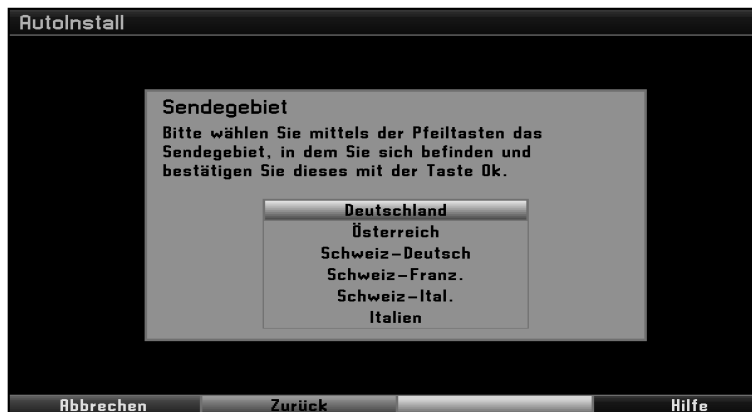 AutoInstall
Sendegebiet
Bitte wählen Sie mittels der Pfeiltasten das
Sendegebiet, in dem Sie sich befinden und
bestätigen Sie dieses mit der Taste Ok.
Deutschland
Österreich
Schweiz-Deutsch
Schweiz-Franz.
Schweiz-Ital.
Italien
Abbrechen Zurück Hilfe